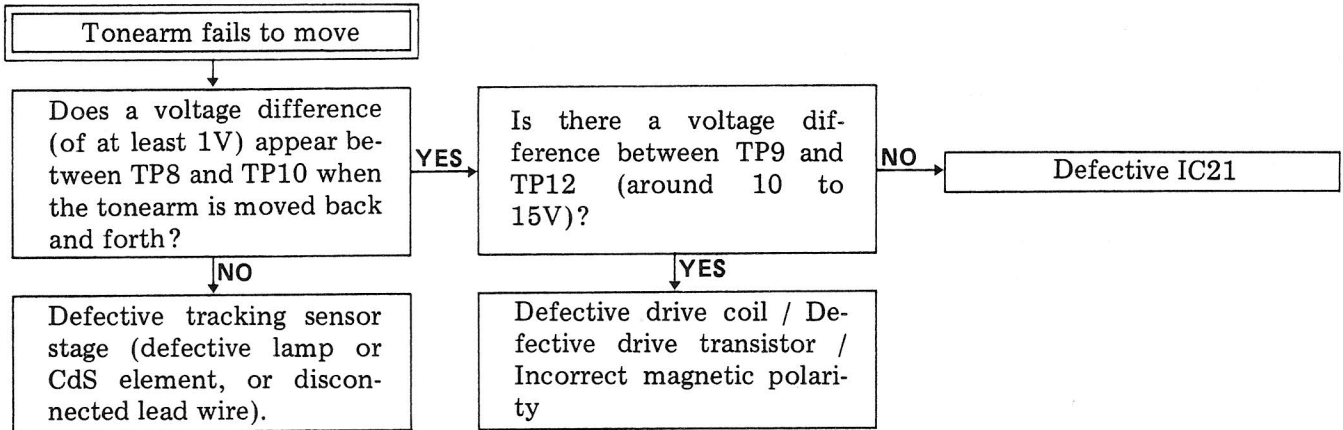 Tonearm fails to move
Does a voltage difference
(of at least 1V) appear be-
tween TP8 and TP10 when
the tonearm is moved back
and forth?
YES
Is there a voltage dif-
ference between TP9 and
TP12 (around 10 to
15V)?
NO
Defective IC21
NO
Defective tracking sensor
stage (defective lamp or
CdS element, or discon-
nected lead wire).
YES
Defective drive coil / De-
fective drive transistor /
Incorrect magnetic polari-
ty